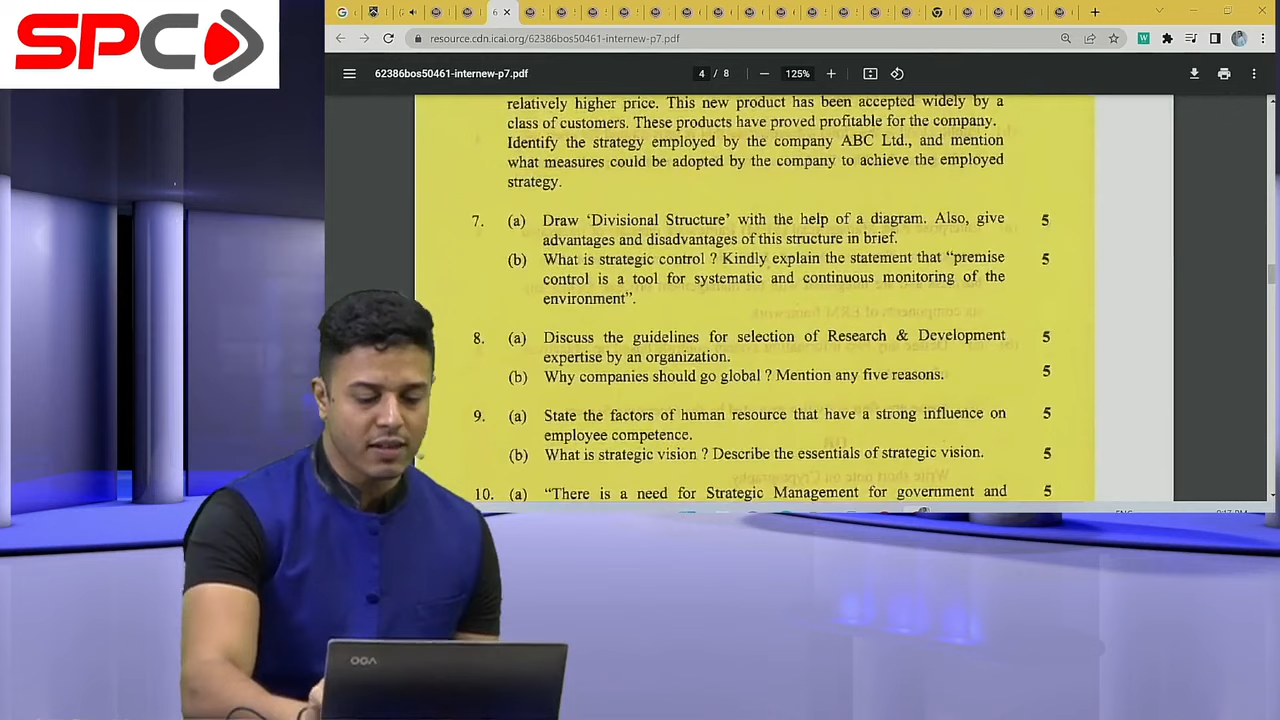 SPC
resource.cdn.icai.org/62386bos50461-internew-p7.pdf
62386bos50461-internew-p7.pdf
4 / 8
125%
relatively higher price. This new product has been accepted widely by a
class of customers. These products have proved profitable for the company.
Identify the strategy employed by the company ABC Ltd., and mention
what measures could be adopted by the company to achieve the employed
strategy.
7. (a) Draw ‘Divisional Structure’ with the help of a diagram. Also, give 5
advantages and disadvantages of this structure in brief.
(b) What is strategic control ? Kindly explain the statement that “premise 5
control is a tool for systematic and continuous monitoring of the
environment”.
8. (a) Discuss the guidelines for selection of Research & Development 5
expertise by an organization.
(b) Why companies should go global ? Mention any five reasons. 5
9. (a) State the factors of human resource that have a strong influence on 5
employee competence.
(b) What is strategic vision ? Describe the essentials of strategic vision. 5
10. (a) “There is a need for Strategic Management for government and 5